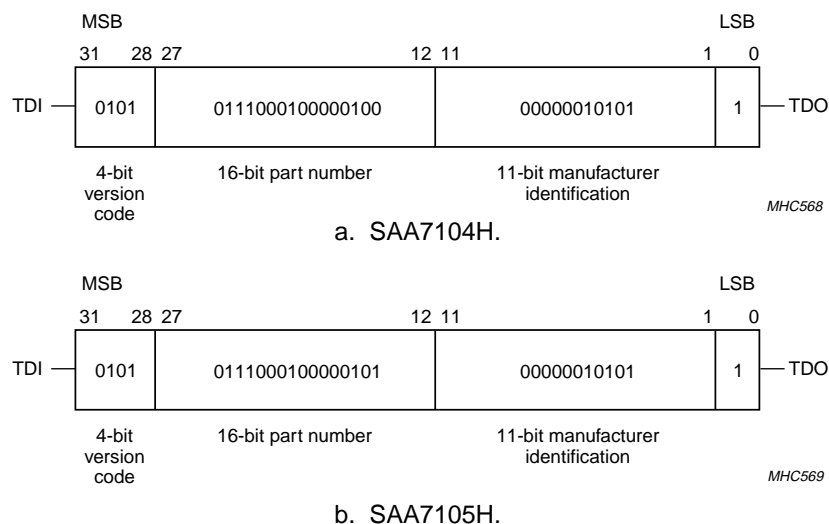 MSB LSB
31 28 27 12 11 1 0
TDI 0101 0111000100000100 00000010101 1 TDO
4-bit 16-bit part number 11-bit manufacturer
version identification
code
MHC568
a. SAA7104H.
MSB LSB
31 28 27 12 11 1 0
TDI 0101 0111000100000101 00000010101 1 TDO
4-bit 16-bit part number 11-bit manufacturer
version identification
code
MHC569
b. SAA7105H.